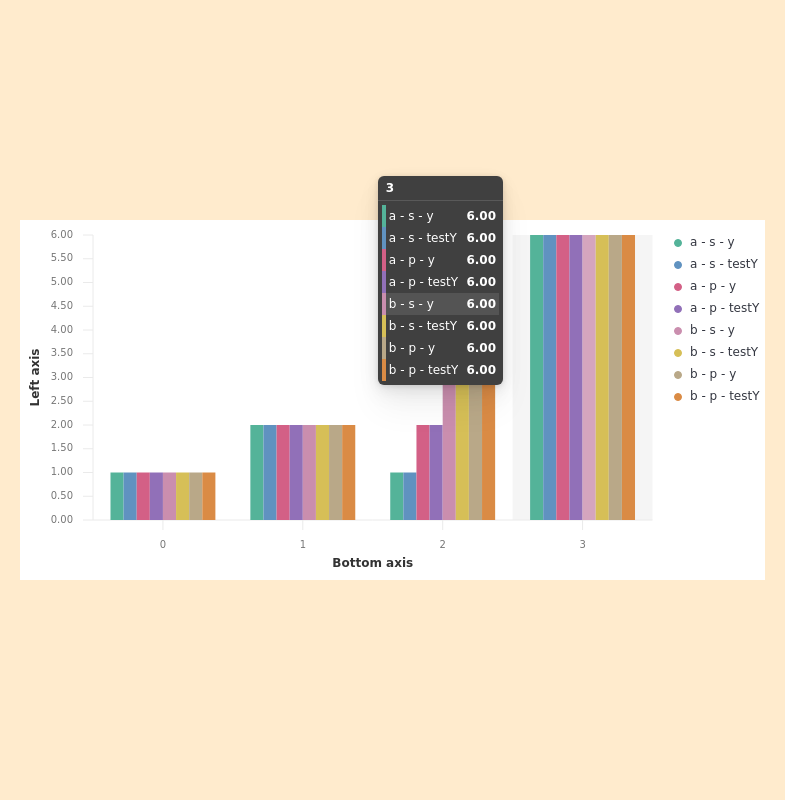 3
a - s - y 6.00
a - s - testY 6.00
a - p - y 6.00
a - p - testY 6.00
b - s - y 6.00
b - s - testY 6.00
b - p - y 6.00
b - p - testY 6.00
Left axis
6.00
5.50
5.00
4.50
4.00
3.50
3.00
2.50
2.00
1.50
1.00
0.50
0.00
0 1 2 3
Bottom axis
a - s - y
a - s - testY
a - p - y
a - p - testY
b - s - y
b - s - testY
b - p - y
b - p - testY